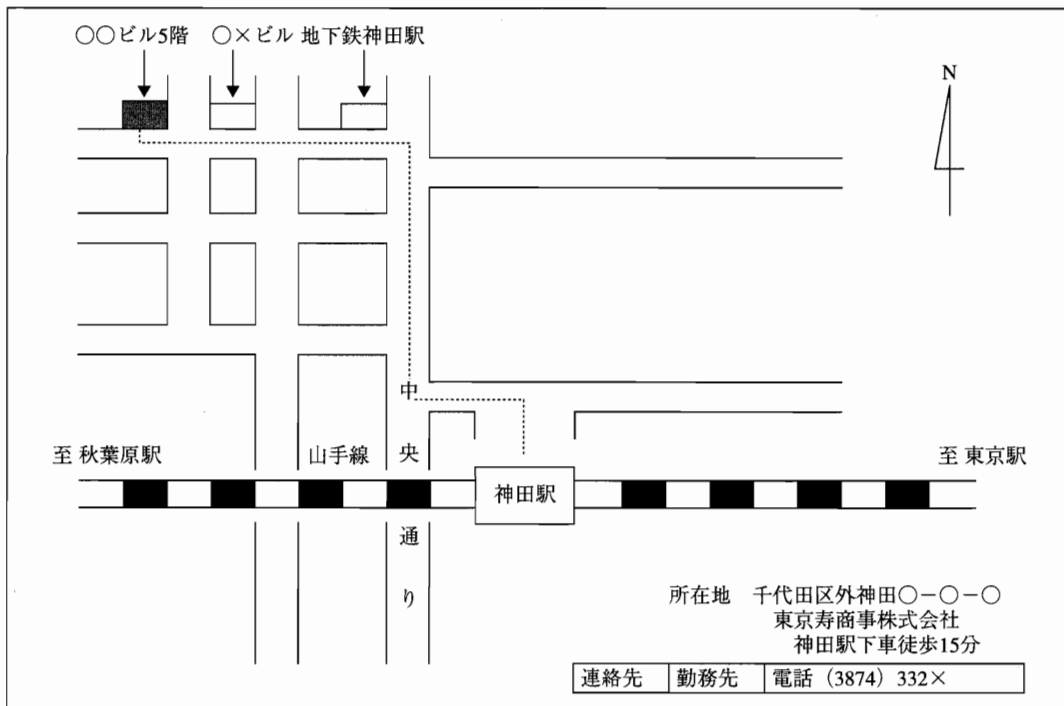 ○○ビル5階 ○×ビル 地下鉄神田駅
N
中央通り
至 秋葉原駅 山手線 至 東京駅
神田駅
所在地 千代田区外神田○－○－○
東京寿商事株式会社
神田駅下車徒歩15分
連絡先 勤務先 電話（3874）332×